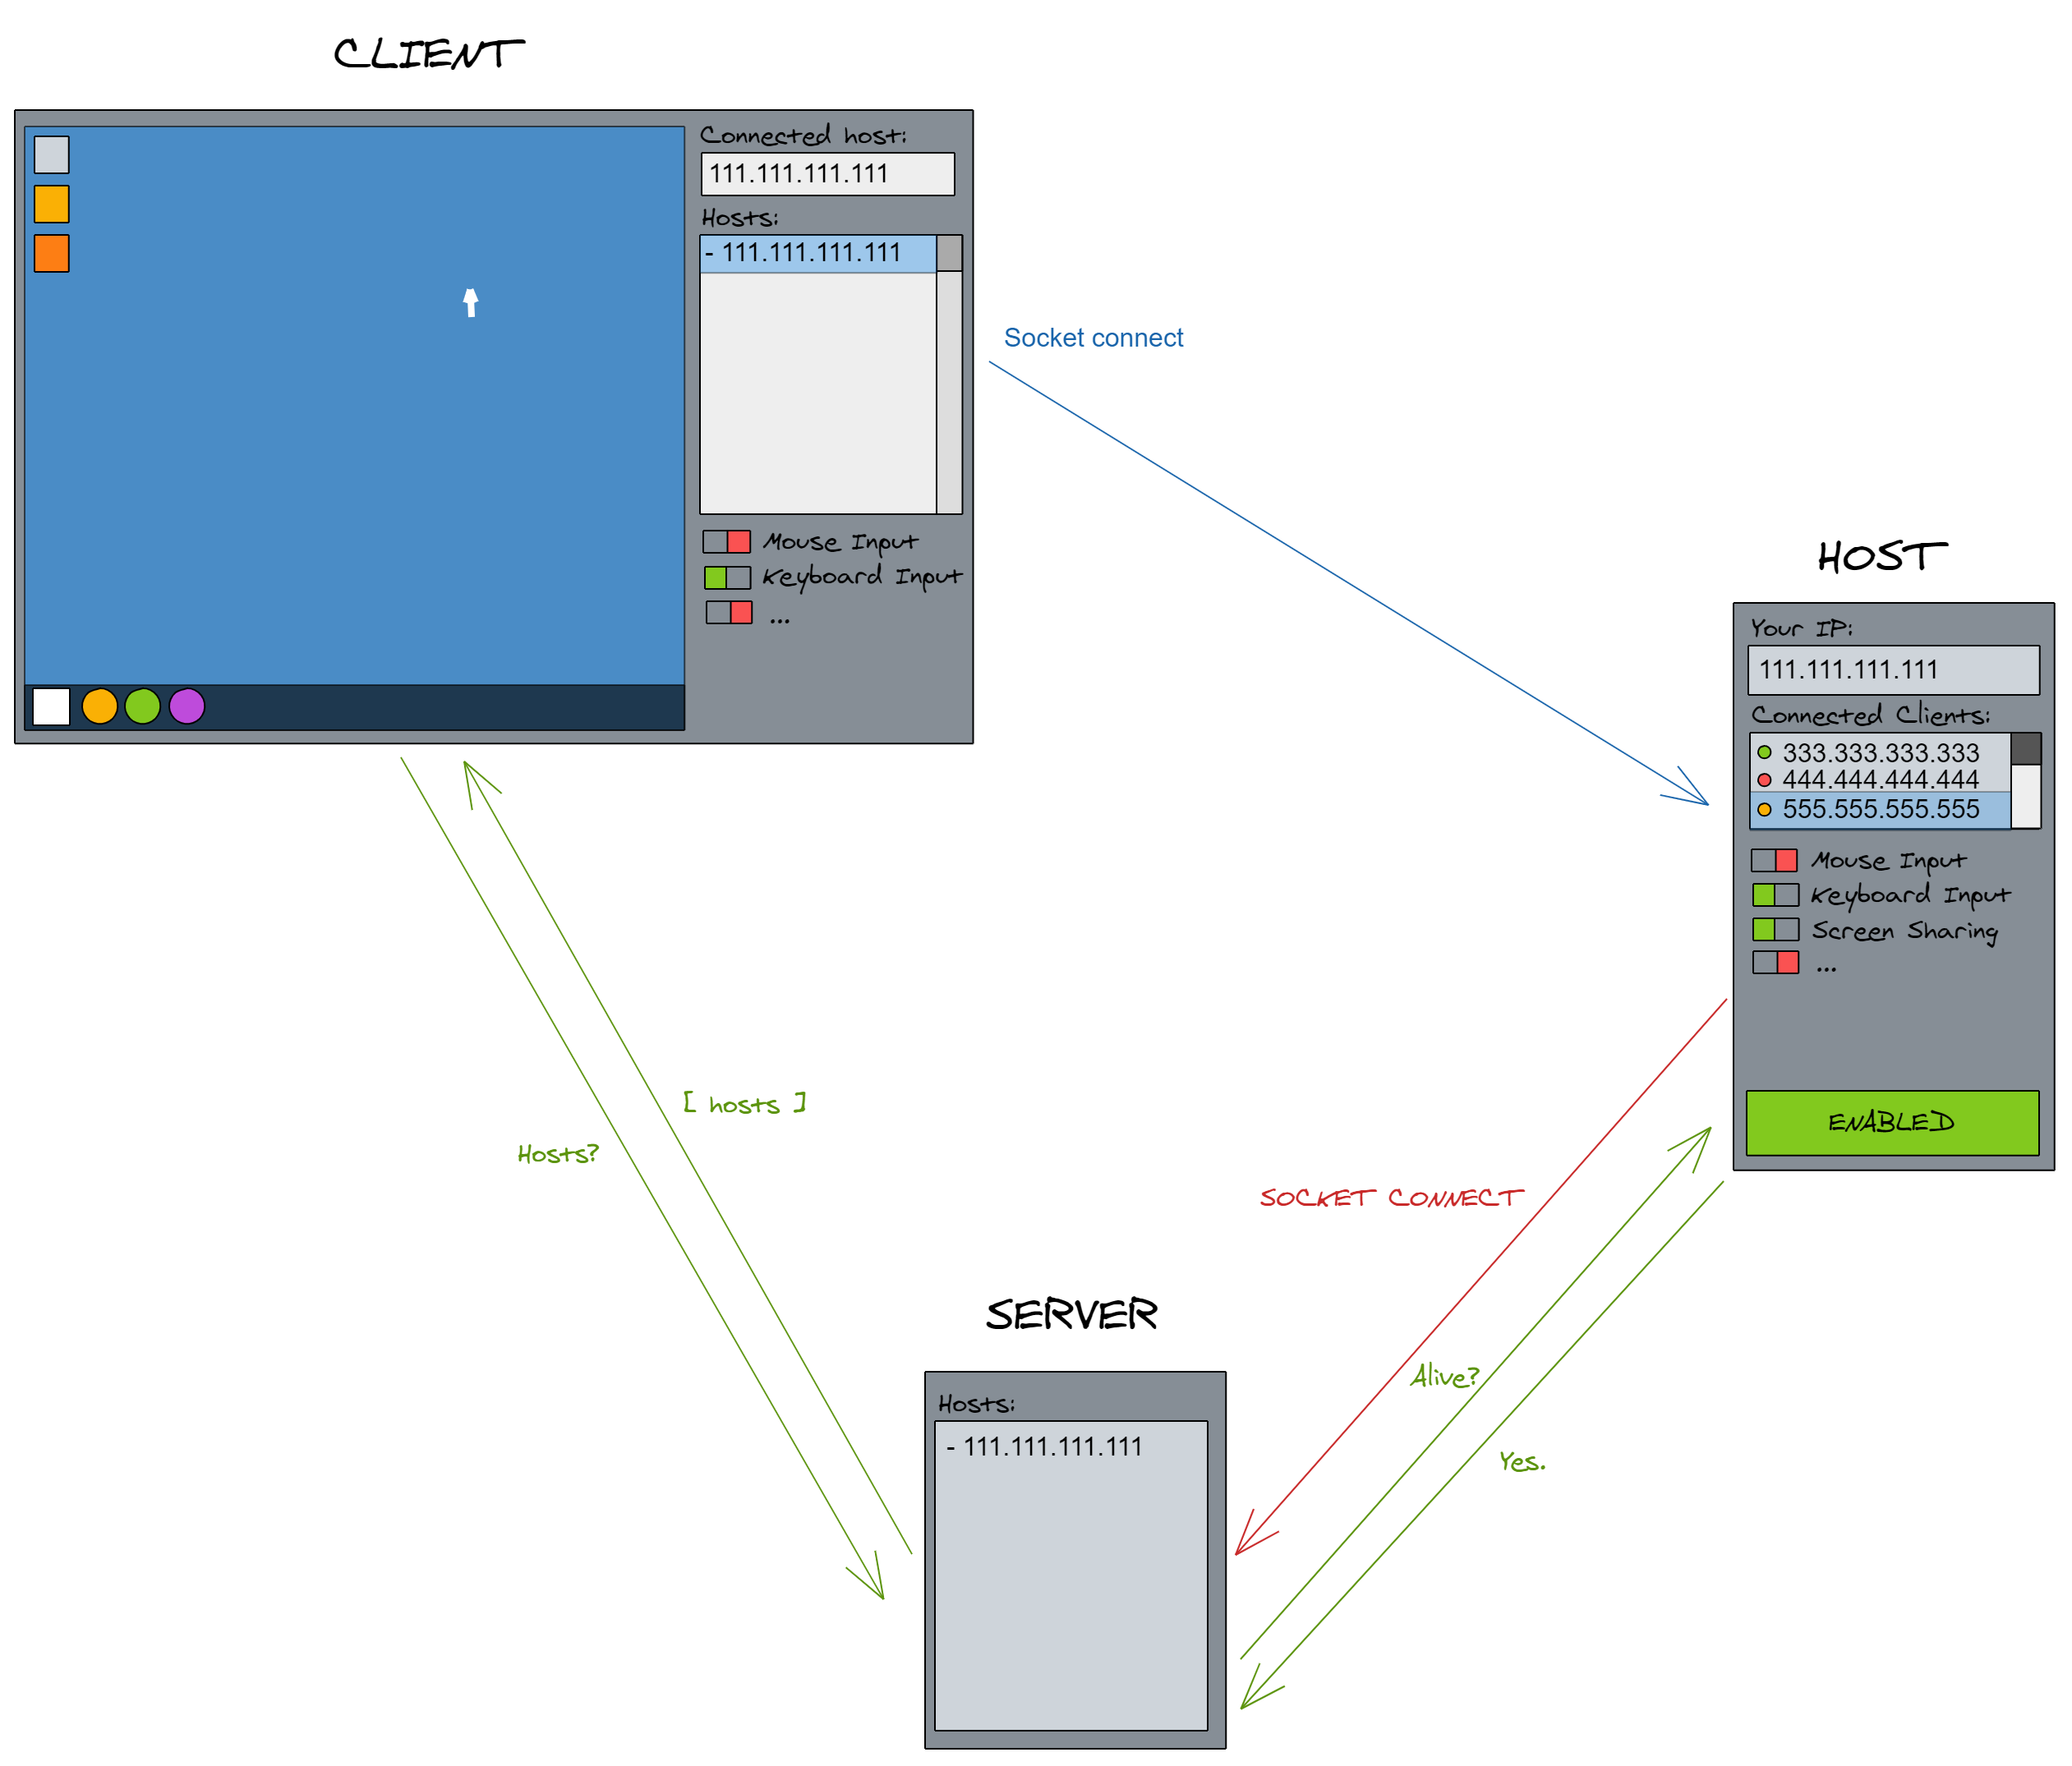 CLIENT
Connected host:
111.111.111.111
Hosts:
- 111.111.111.111
Mouse Input
Keyboard Input
...
Socket connect
HOST
Your IP:
111.111.111.111
Connected Clients:
333.333.333.333
444.444.444.444
555.555.555.555
Mouse Input
Keyboard Input
Screen Sharing
...
ENABLED
[ hosts ]
Hosts?
SOCKET CONNECT
Alive?
Yes.
SERVER
Hosts:
- 111.111.111.111